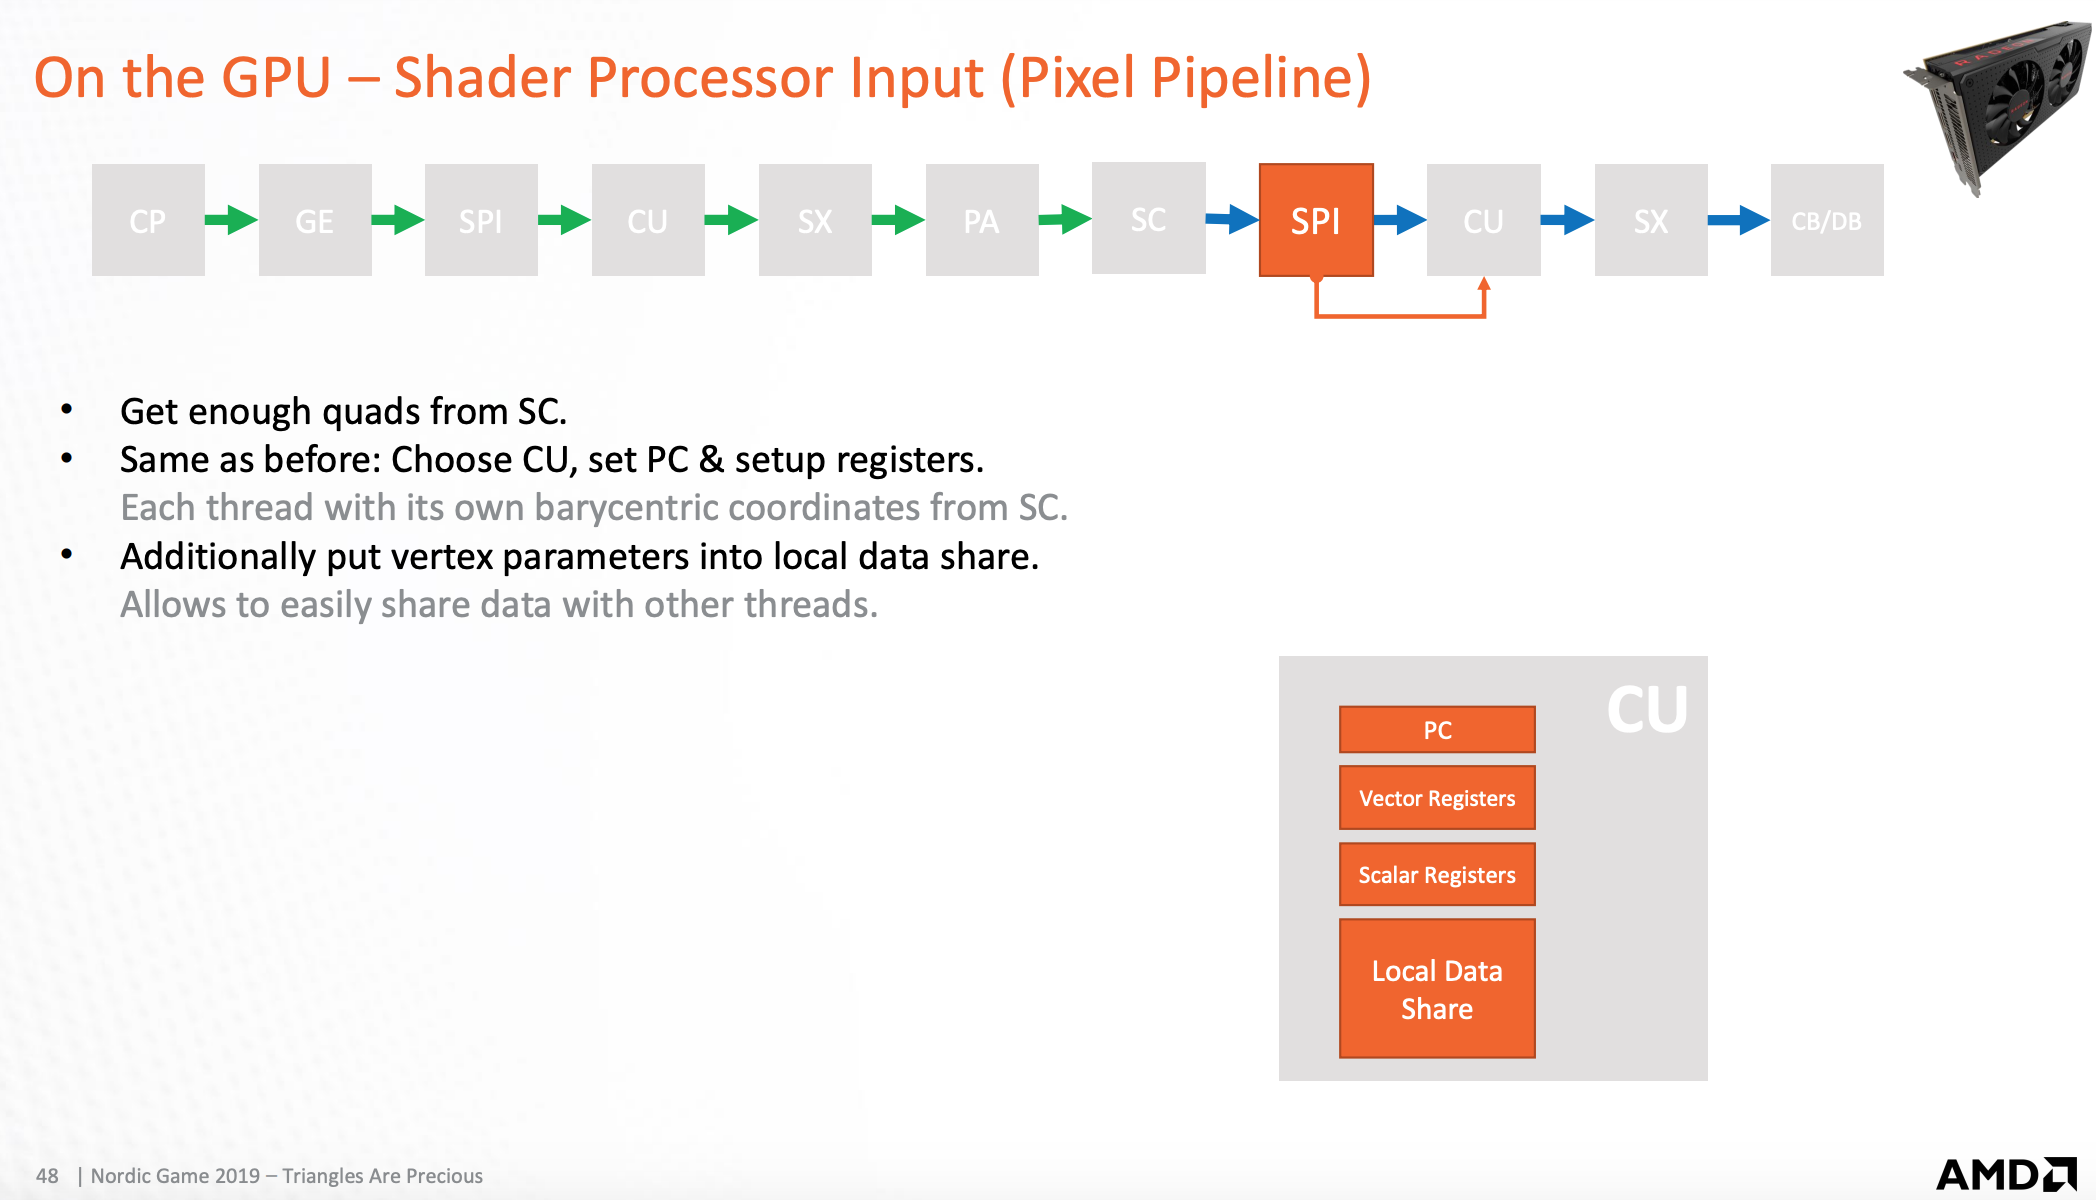 On the GPU – Shader Processor Input (Pixel Pipeline)
RADEON
CP
GE
SPI
CU
SX
PA
SC
SPI
CU
SX
CB/DB
• Get enough quads from SC.
• Same as before: Choose CU, set PC & setup registers.
Each thread with its own barycentric coordinates from SC.
• Additionally put vertex parameters into local data share.
Allows to easily share data with other threads.
CU
PC
Vector Registers
Scalar Registers
Local Data
Share
48 | Nordic Game 2019 – Triangles Are Precious
AMD